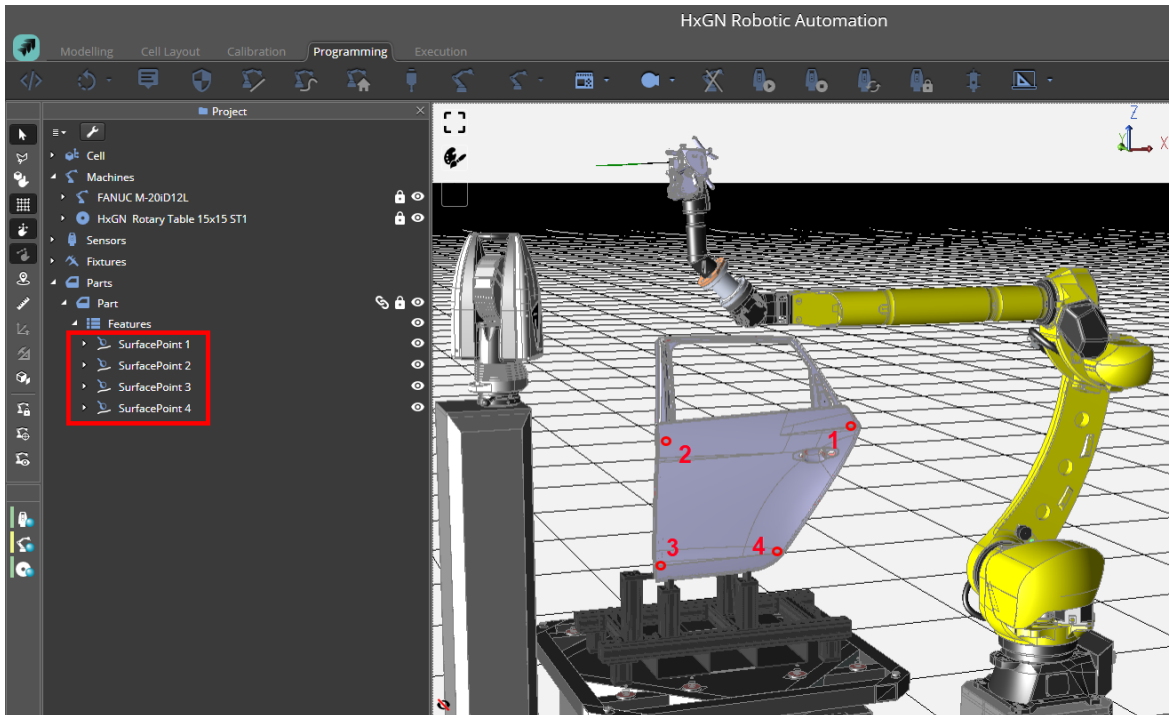 HxGN Robotic Automation
Modelling Cell Layout Calibration Programming Execution
Project
Cell
Machines
FANUC M-20iD12L
HxGN Rotary Table 15x15 ST1
Sensors
Fixtures
Parts
Part
Features
SurfacePoint 1
SurfacePoint 2
SurfacePoint 3
SurfacePoint 4
Z
Y X
1
2
3 4